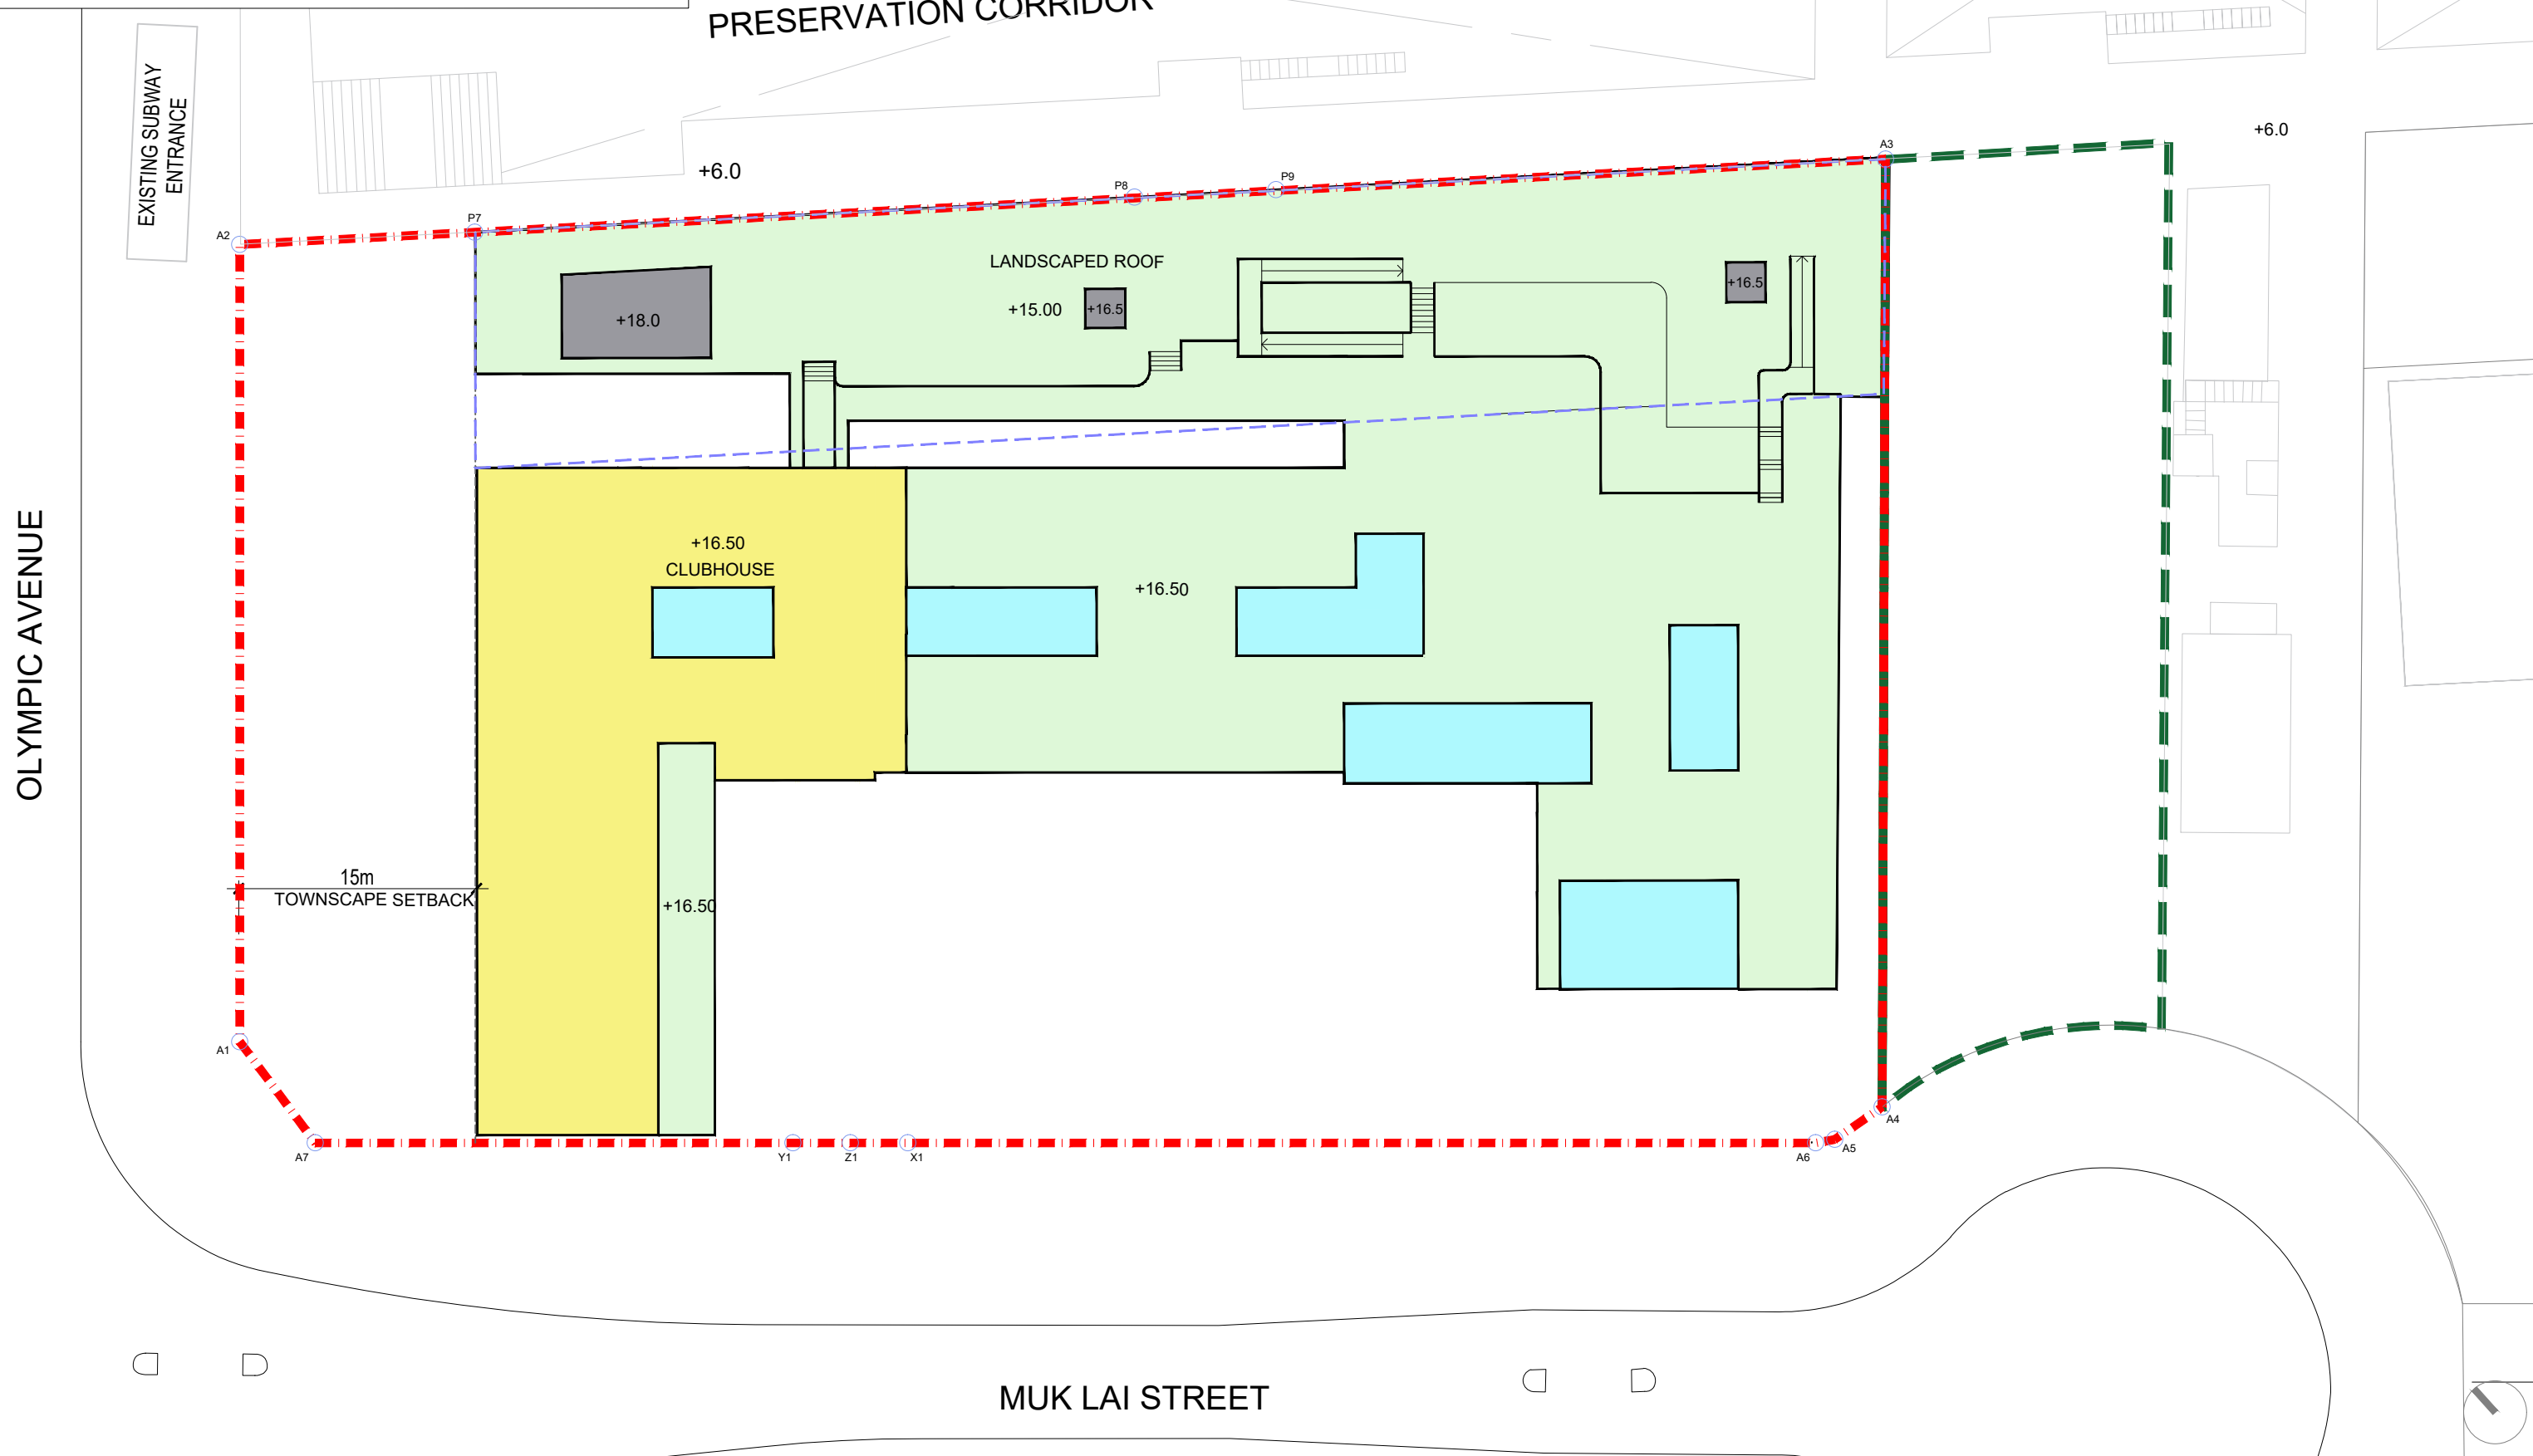 PRESERVATION CORRIDOR
EXISTING SUBWAY
ENTRANCE
+6.0
+6.0
A3
P9
P8
P7
A2
LANDSCAPED ROOF
+15.00
+16.5
+16.5
+18.0
OLYMPIC AVENUE
+16.50
CLUBHOUSE
+16.50
15m
TOWNSCAPE SETBACK
+16.50
A1
A4
A7
Y1
Z1
X1
A6
A5
MUK LAI STREET